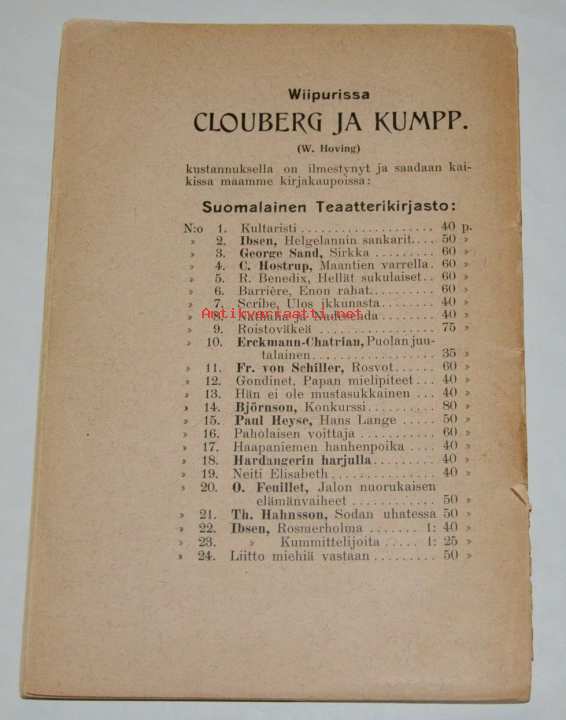 Wiipurissa
CLOUBERG JA KUMPP.
(W. Hoving)
kustannuksella on ilmestynyt ja saadaan kai-
kissa maamme kirjakaupoissa:
Suomalainen Teaatterikirjasto:
N:o 1. Kultaristi . . . . . . . . . . . . . . . . . . 40 p.
» 2. Ibsen, Helgelannin sankarit. . . . 50 »
» 3. George Sand, Sirkka . . . . . . . . 60 »
» 4. C. Hostrup, Maantien varrella. 60 »
» 5. R. Benedix, Hellät sukulaiset . . 60 »
» 6. Barrière, Enon rahat. . . . . . . . . 60 »
» 7. Scribe, Ulos ikkunasta . . . . . . . 40 »
Antikvariaatti.net
» 8. ja . . . . . . . . 40 »
» 9. Roistoväkeä . . . . . . . . . . . . . . . 75 »
» 10. Erckmann-Chatrian, Puolan juu-
talainen . . . . . . . . . . . . . . . 35 »
» 11. Fr. von Schiller, Rosvot. . . . . . 60 »
» 12. Gondinet, Papan mielipiteet . . . 40 »
» 13. Hän ei ole mustasukkainen . . . 40 »
» 14. Björnson, Konkurssi . . . . . . . . . 80 »
» 15. Paul Heyse, Hans Lange . . . . . 50 »
» 16. Paholaisen voittaja . . . . . . . . . . 60 »
» 17. Haapaniemen hanhenpoika . . . . 40 »
» 18. Hardangerin harjulla. . . . . . . . . 40 »
» 19. Neiti Elisabeth . . . . . . . . . . . . . 40 »
» 20. O. Feuillet, Jalon nuorukaisen
elämänvaiheet . . . . . . . . . . . 50 »
» 21. Th. Hahnsson, Sodan uhatessa 50 »
» 22. Ibsen, Rosmerholma . . . . . . . 1: 40 »
» 23. » Kummittelijoita . . . . . 1: 25 »
» 24. Liitto miehiä vastaan . . . . . . . . 50 »